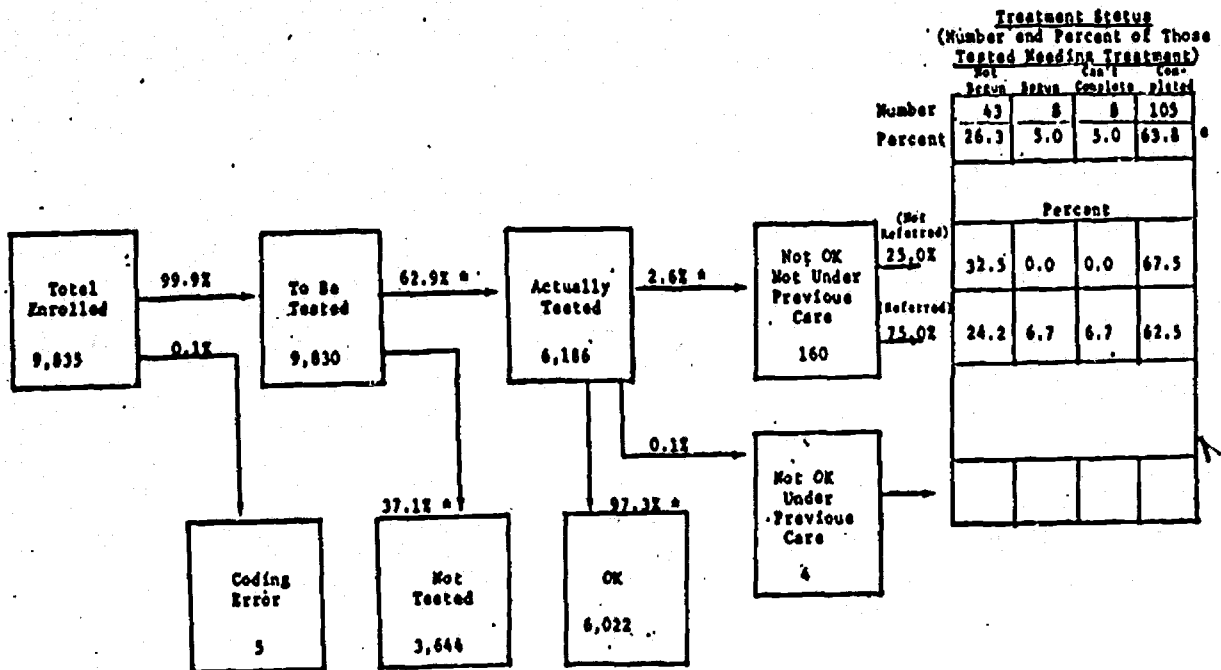 Treatment Status
(Number and Percent of Those
Tested Needing Treatment)
Not Begun Begun Can't Complete Completed
Number 43 8 8 105
Percent 26.3 5.0 5.0 63.8 *
Percent
(Not Referred)
25.0% 32.5 0.0 0.0 67.5
(Referred)
75.0% 24.2 6.7 6.7 62.5
Total
Enrolled
9,835
99.9%
0.1%
To Be
Tested
9,830
62.9% *
37.1% *
Actually
Tested
6,186
2.6% *
0.1%
97.3% *
Not OK
Not Under
Previous
Care
160
Not OK
Under
Previous
Care
4
Coding
Error
5
Not
Tested
3,644
OK
6,022